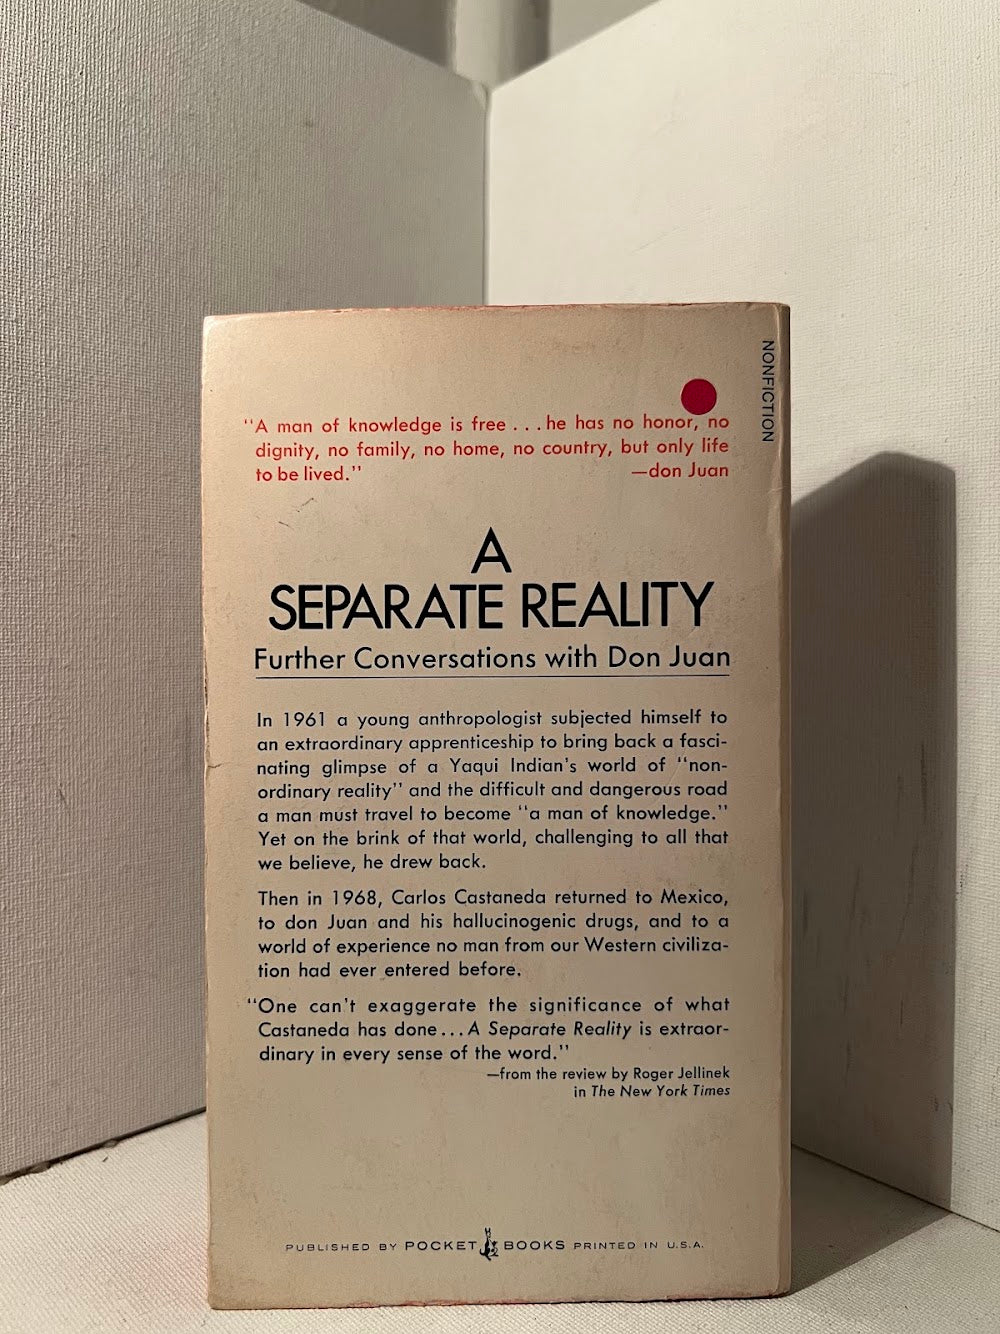 NONFICTION
"A man of knowledge is free . . . he has no honor, no
dignity, no family, no home, no country, but only life
to be lived." —don Juan
A
SEPARATE REALITY
Further Conversations with Don Juan
In 1961 a young anthropologist subjected himself to
an extraordinary apprenticeship to bring back a fasci-
nating glimpse of a Yaqui Indian's world of "non-
ordinary reality" and the difficult and dangerous road
a man must travel to become "a man of knowledge."
Yet on the brink of that world, challenging to all that
we believe, he drew back.
Then in 1968, Carlos Castaneda returned to Mexico,
to don Juan and his hallucinogenic drugs, and to a
world of experience no man from our Western civiliza-
tion had ever entered before.
"One can't exaggerate the significance of what
Castaneda has done . . . A Separate Reality is extraor-
dinary in every sense of the word."
—from the review by Roger Jellinek
in The New York Times
PUBLISHED BY POCKET BOOKS PRINTED IN U.S.A.